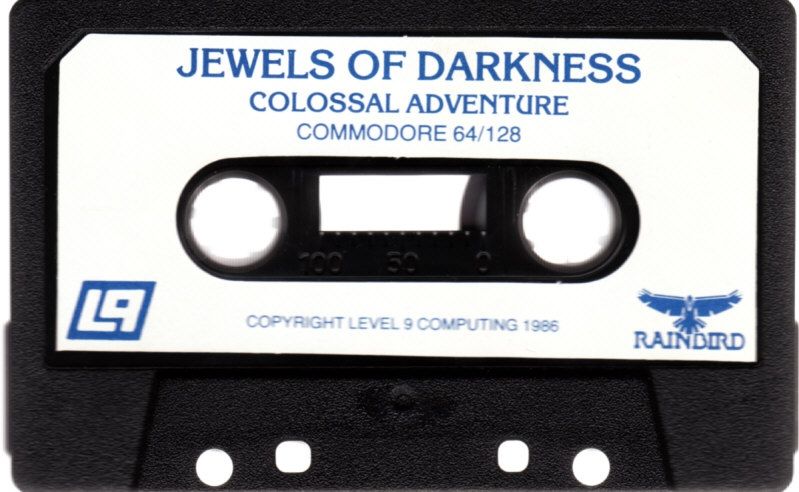 JEWELS OF DARKNESS
COLOSSAL ADVENTURE
COMMODORE 64/128
100 50 0
L9
COPYRIGHT LEVEL 9 COMPUTING 1986
RAINBIRD